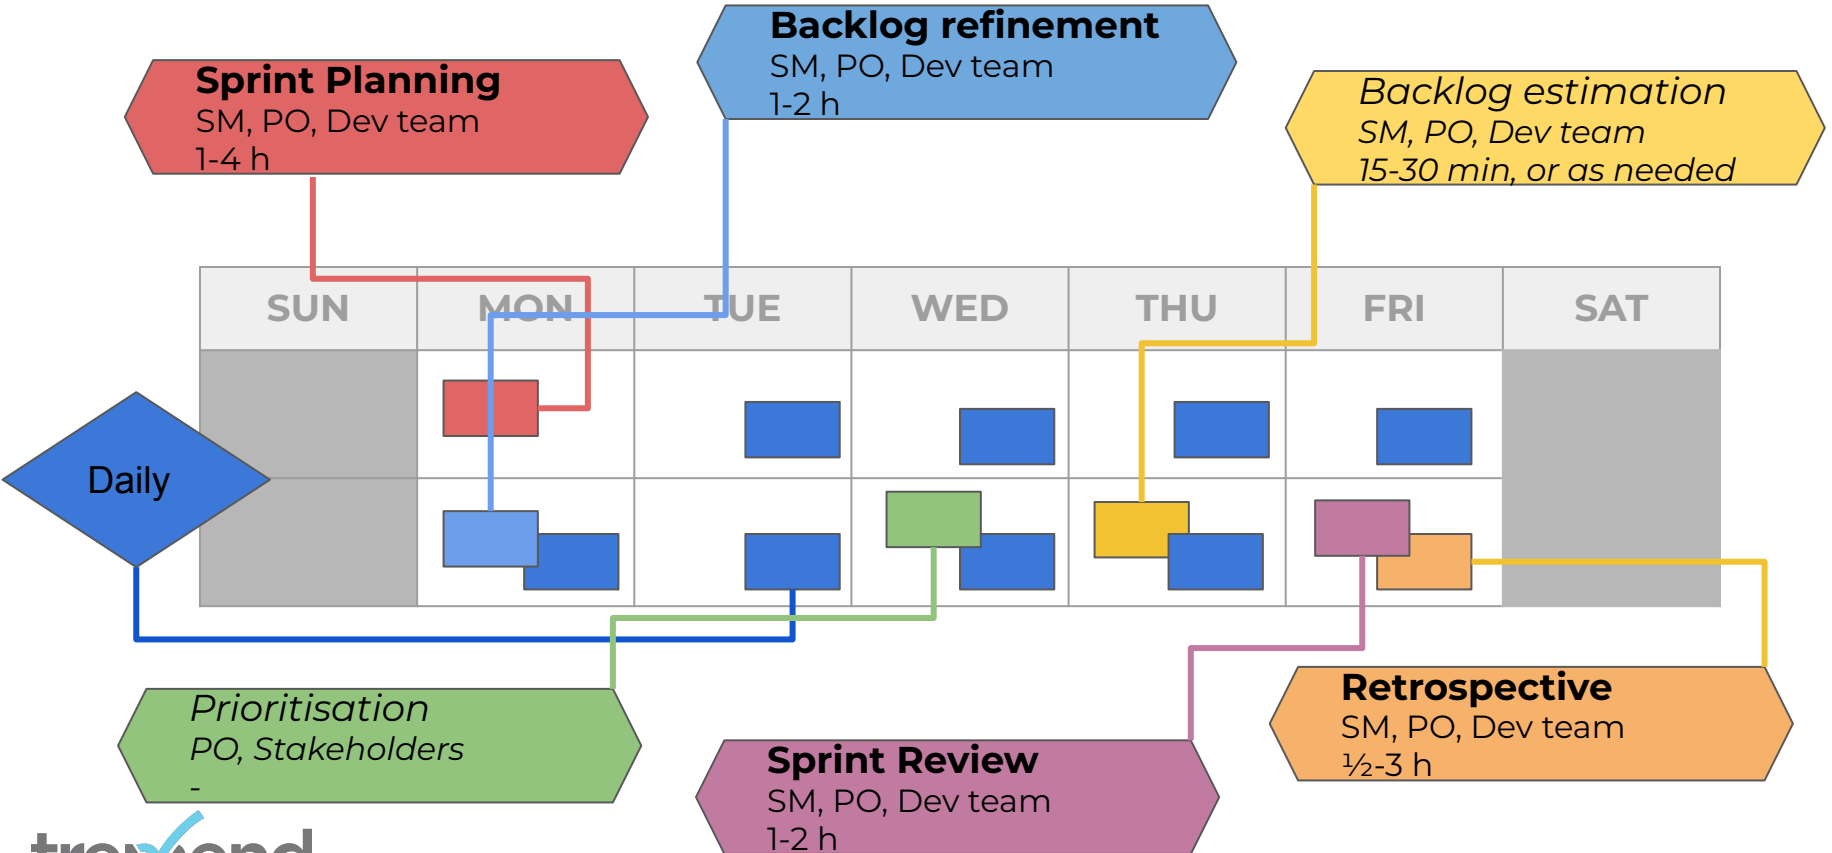 Backlog refinement
SM, PO, Dev team
1-2 h
Sprint Planning
SM, PO, Dev team
1-4 h
Backlog estimation
SM, PO, Dev team
15-30 min, or as needed
SUN MON TUE WED THU FRI SAT
Daily
Prioritisation
PO, Stakeholders
-
Sprint Review
SM, PO, Dev team
1-2 h
Retrospective
SM, PO, Dev team
½-3 h